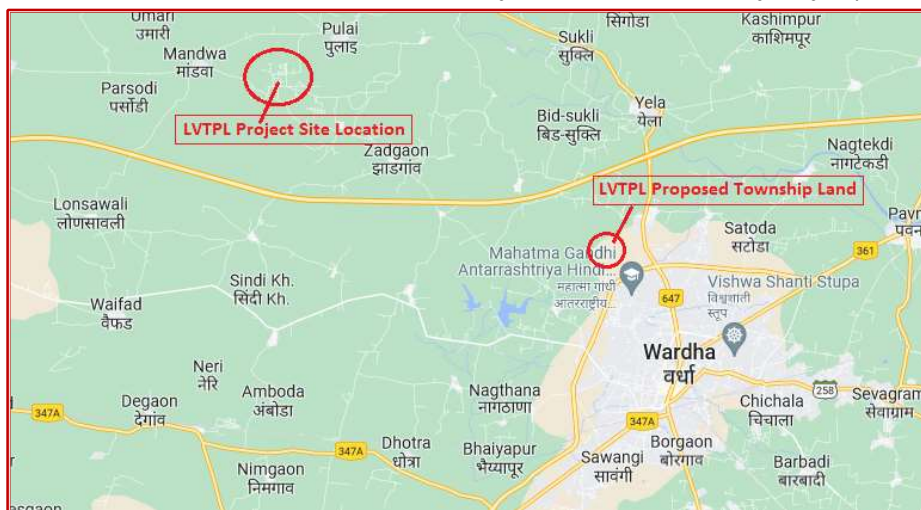 Umari
उमारी
Pulai
पुलाइ
सिंगोडा
Kashimpur
काशिमपूर
Mandwa
मांडवा
Sukli
सुक्लि
Parsodi
पर्सोडी
LVTPL Project Site Location
Bid-sukli
बिड-सुक्लि
Yela
येला
Zadgaon
झाडगांव
Nagtekdi
नागटेकडी
LVTPL Proposed Township Land
Lonsawali
लोणसावली
Satoda
सटोडा
Pavn
पवन
361
Mahatma Gandhi
Antarrashtriya Hindi...
महात्मा गांधी
आंतरराष्ट्रीय...
Sindi Kh.
सिंदी Kh.
Vishwa Shanti Stupa
विश्वशांती
स्तूप
647
Waifad
वैफड
Wardha
वर्धा
Neri
नेरि
Amboda
अंबोडा
Nagthana
नागठाणा
258
Sevagram
सेवाग्राम
Chichala
चिचाला
Degaon
देगांव
347A
347A
347A
Dhotra
धोत्रा
Bhaiyapur
भैय्यापूर
Borgaon
बोरगाव
Sawangi
सावंगी
Barbadi
बारबादी
Nimgaon
निमगाव